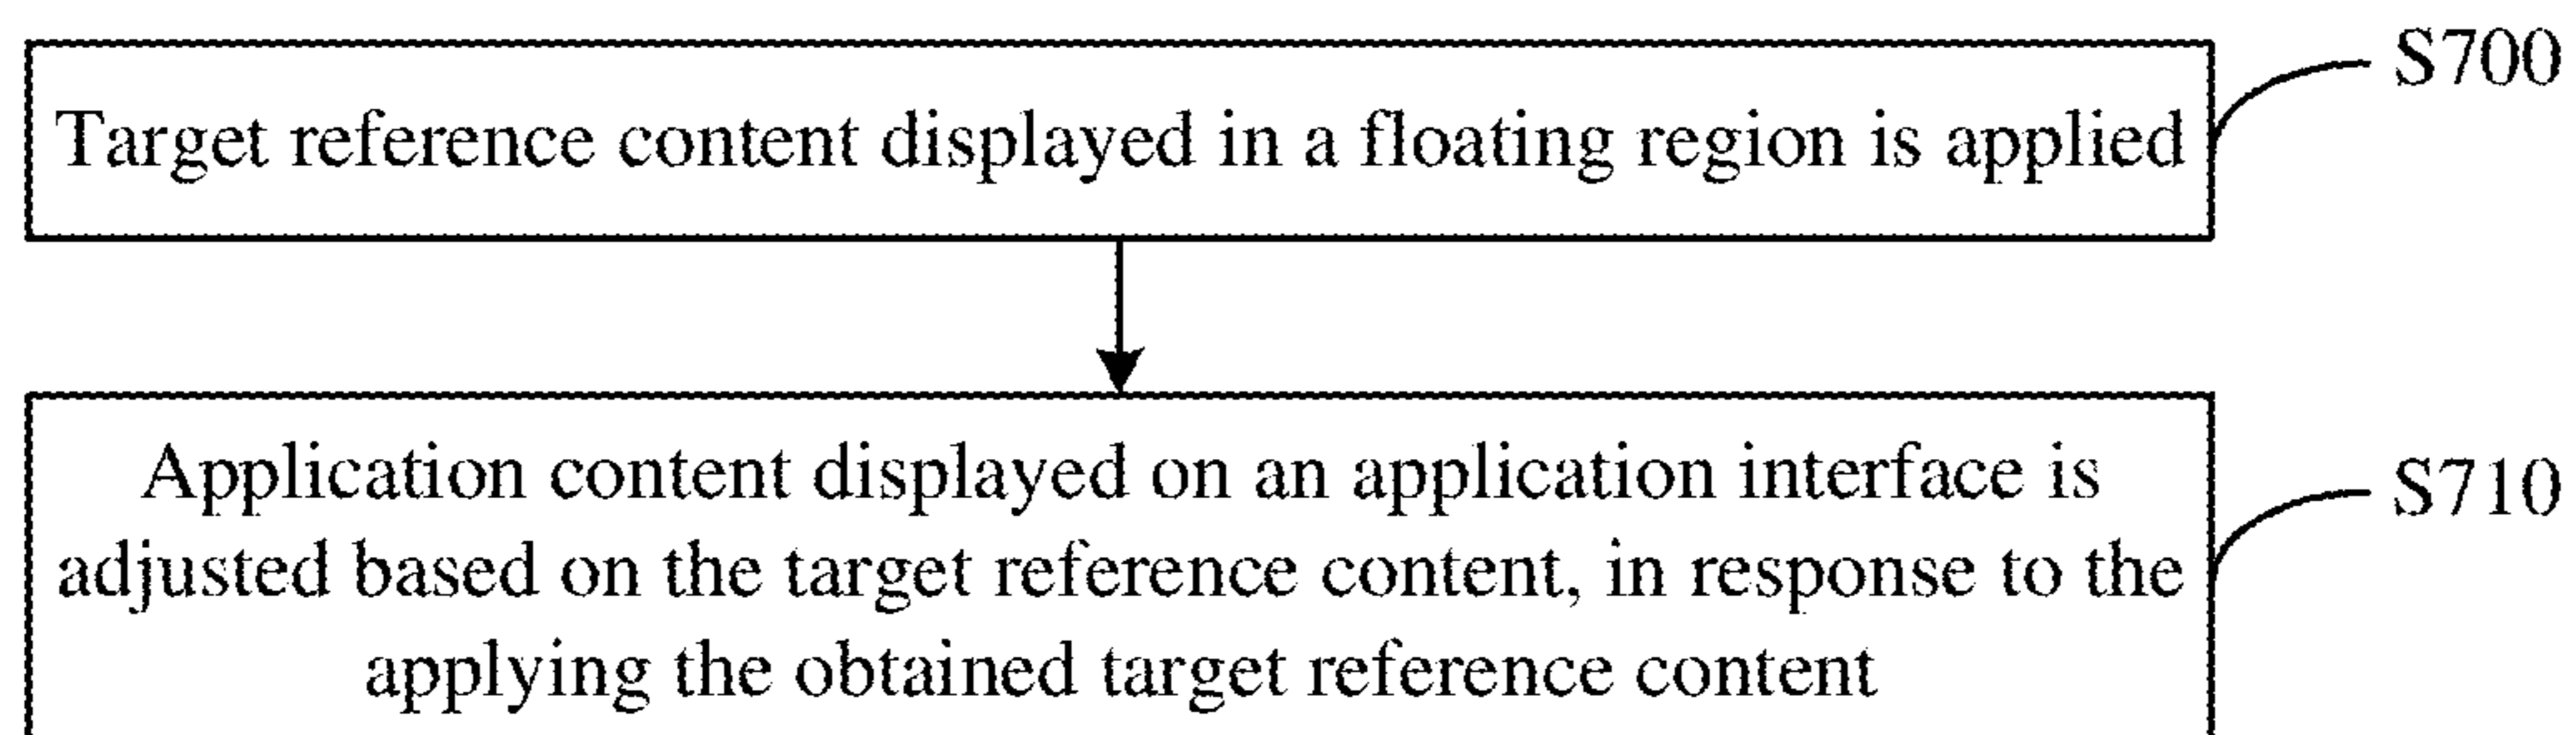 S700
Target reference content displayed in a floating region is applied
Application content displayed on an application interface is
S710
adjusted based on the target reference content, in response to the
applying the obtained target reference content